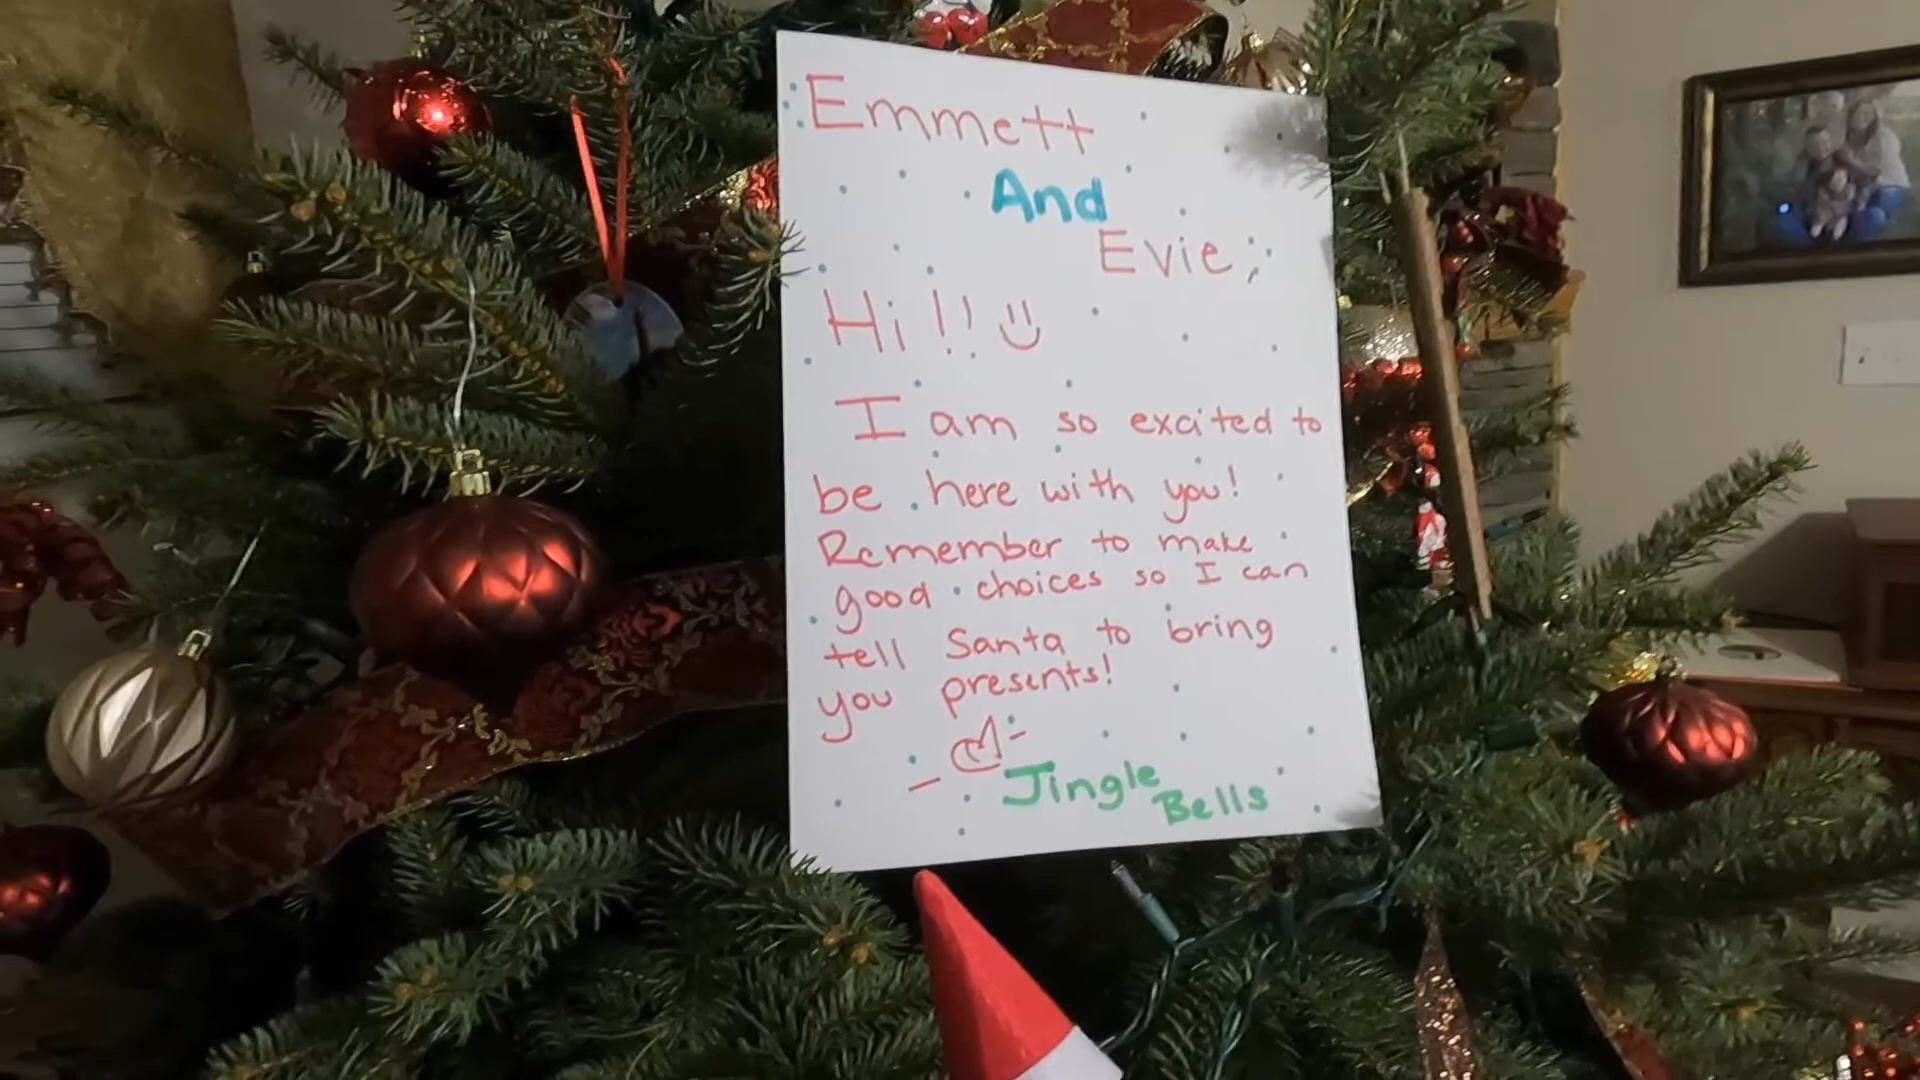 Emmett
And
Evie,
Hi!! :)
I am so excited to
be here with you!
Remember to make
good choices so I can
tell Santa to bring
you presents!
- Jingle
Bells